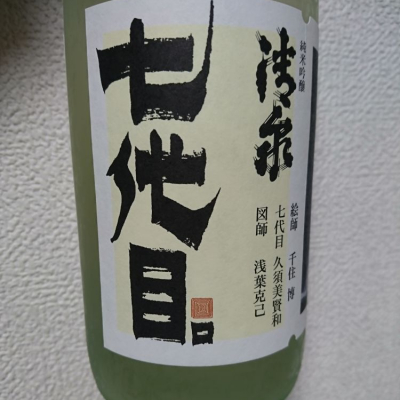 純米吟醸
清泉
七代目。
絵師 千住 博
七代目 久須美賢和
図師 浅葉克己